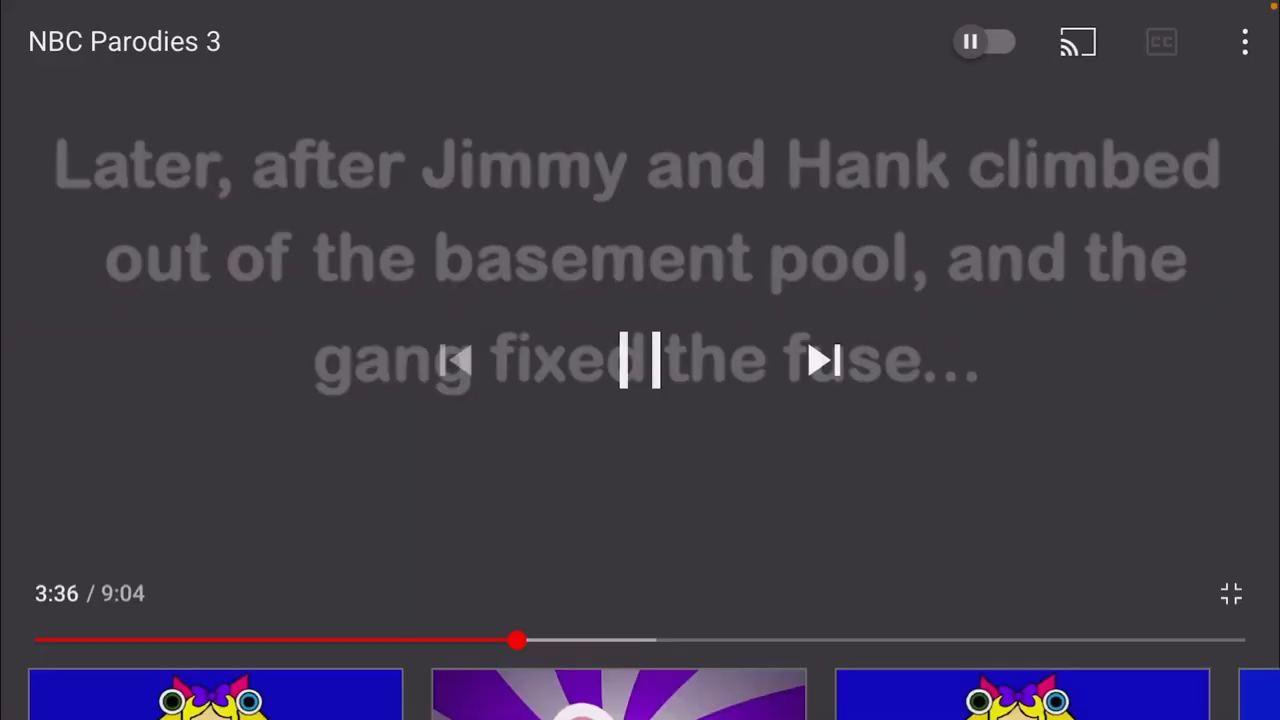 NBC Parodies 3
CC
Later, after Jimmy and Hank climbed
out of the basement pool, and the
gang fixed the fuse...
3:36 / 9:04